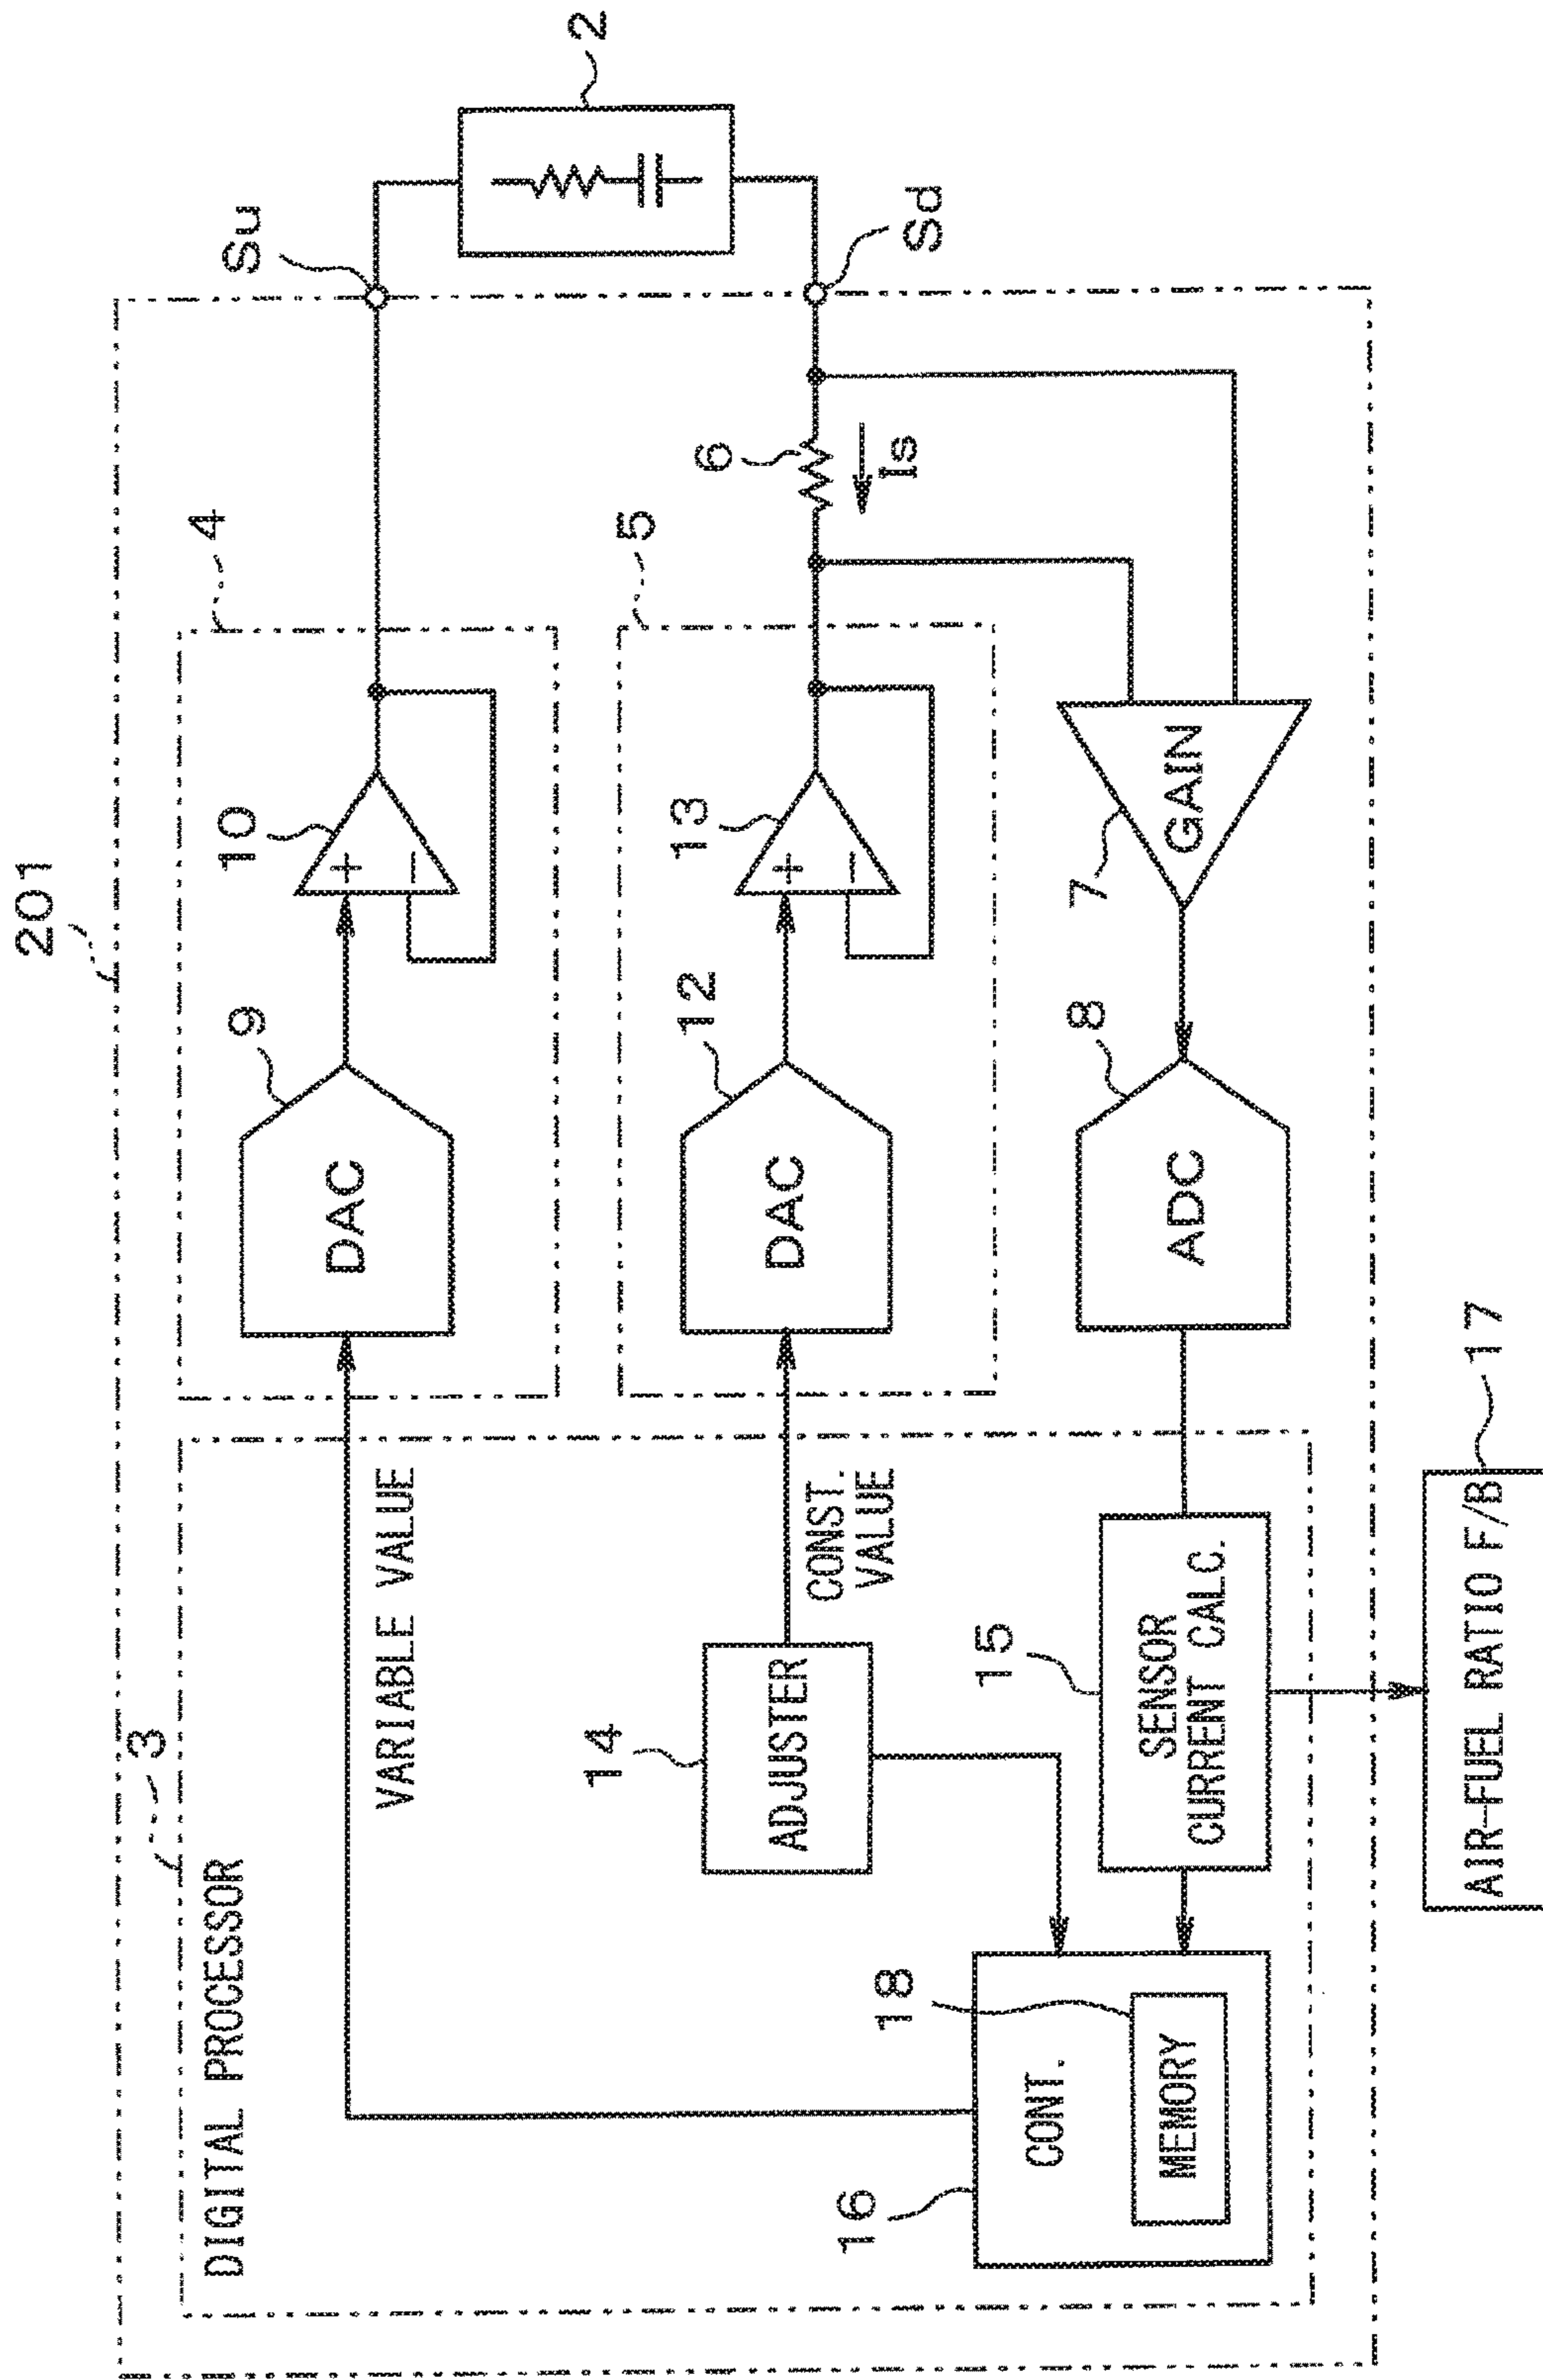 201
3
DIGITAL PROCESSOR
4
Su
9
10
DAC
VARIABLE VALUE
2
5
12
13
6
Is
Sd
DAC
14
ADJUSTER
CONST.
VALUE
16
CONT.
18
MEMORY
15
SENSOR
CURRENT CALC.
8
ADC
7
GAIN
17
AIR-FUEL RATIO F/B
+
−
+
−